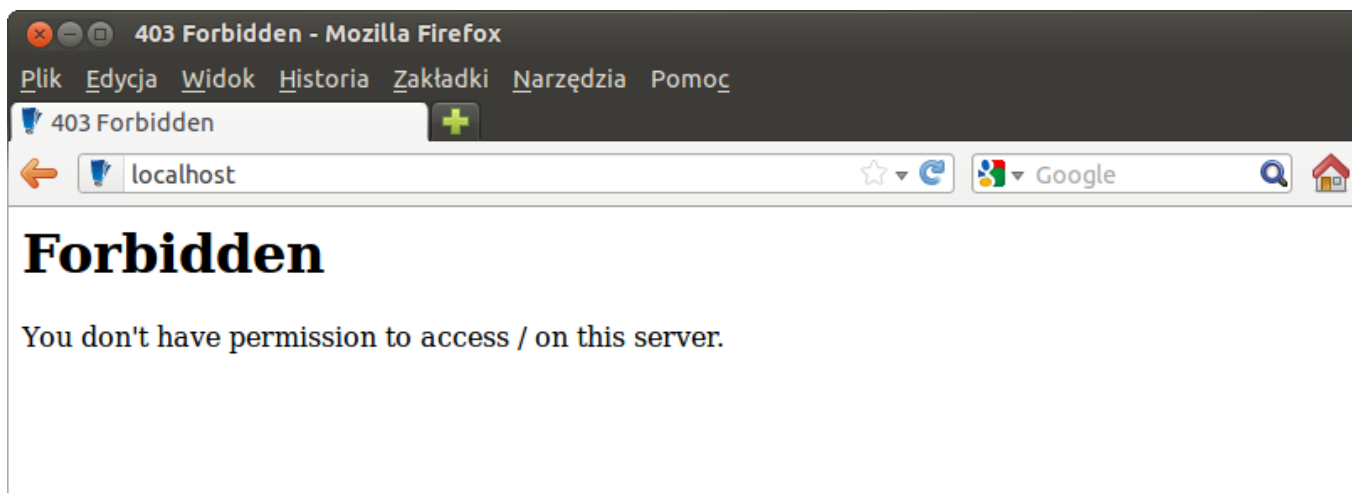 403 Forbidden - Mozilla Firefox
Plik Edycja Widok Historia Zakładki Narzędzia Pomoc
403 Forbidden
localhost Google
Forbidden
You don't have permission to access / on this server.